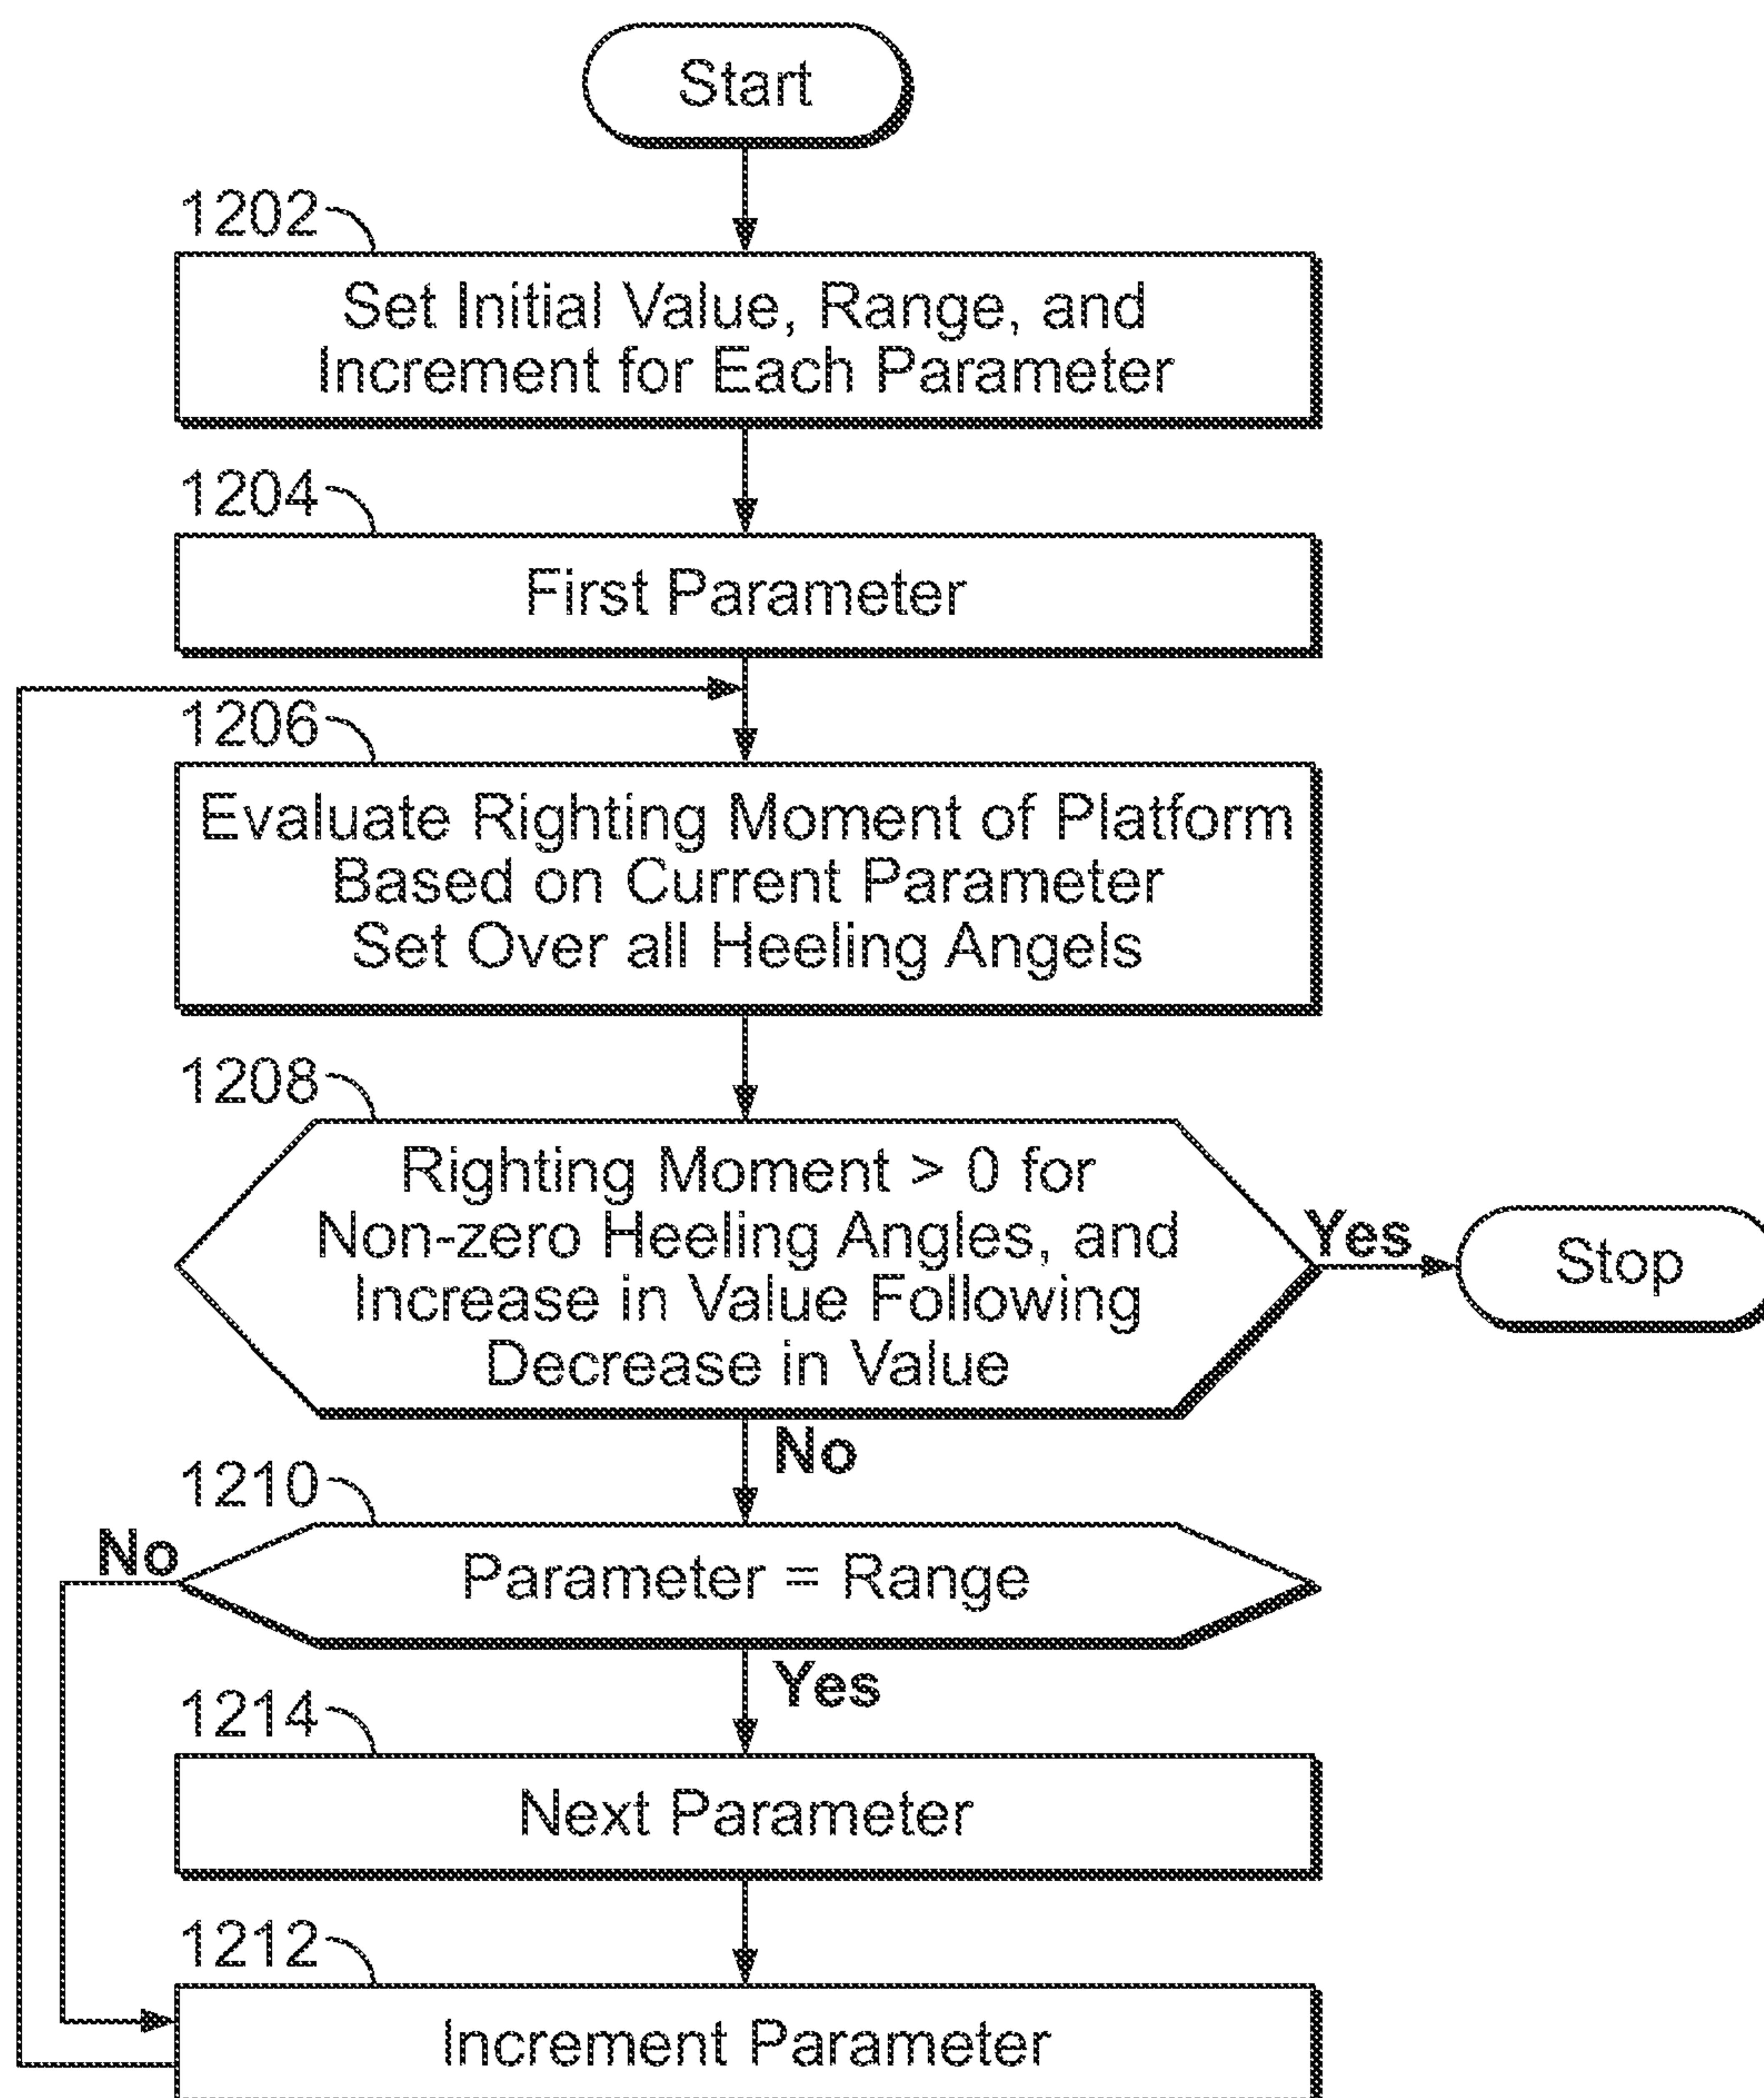 Start
1202
Set Initial Value, Range, and
Increment for Each Parameter
1204
First Parameter
1206
Evaluate Righting Moment of Platform
Based on Current Parameter
Set Over all Heeling Angels
1208
Righting Moment > 0 for
Non-zero Heeling Angles, and
Increase in Value Following
Decrease in Value
Yes
Stop
No
1210
No
Parameter = Range
Yes
1214
Next Parameter
1212
Increment Parameter